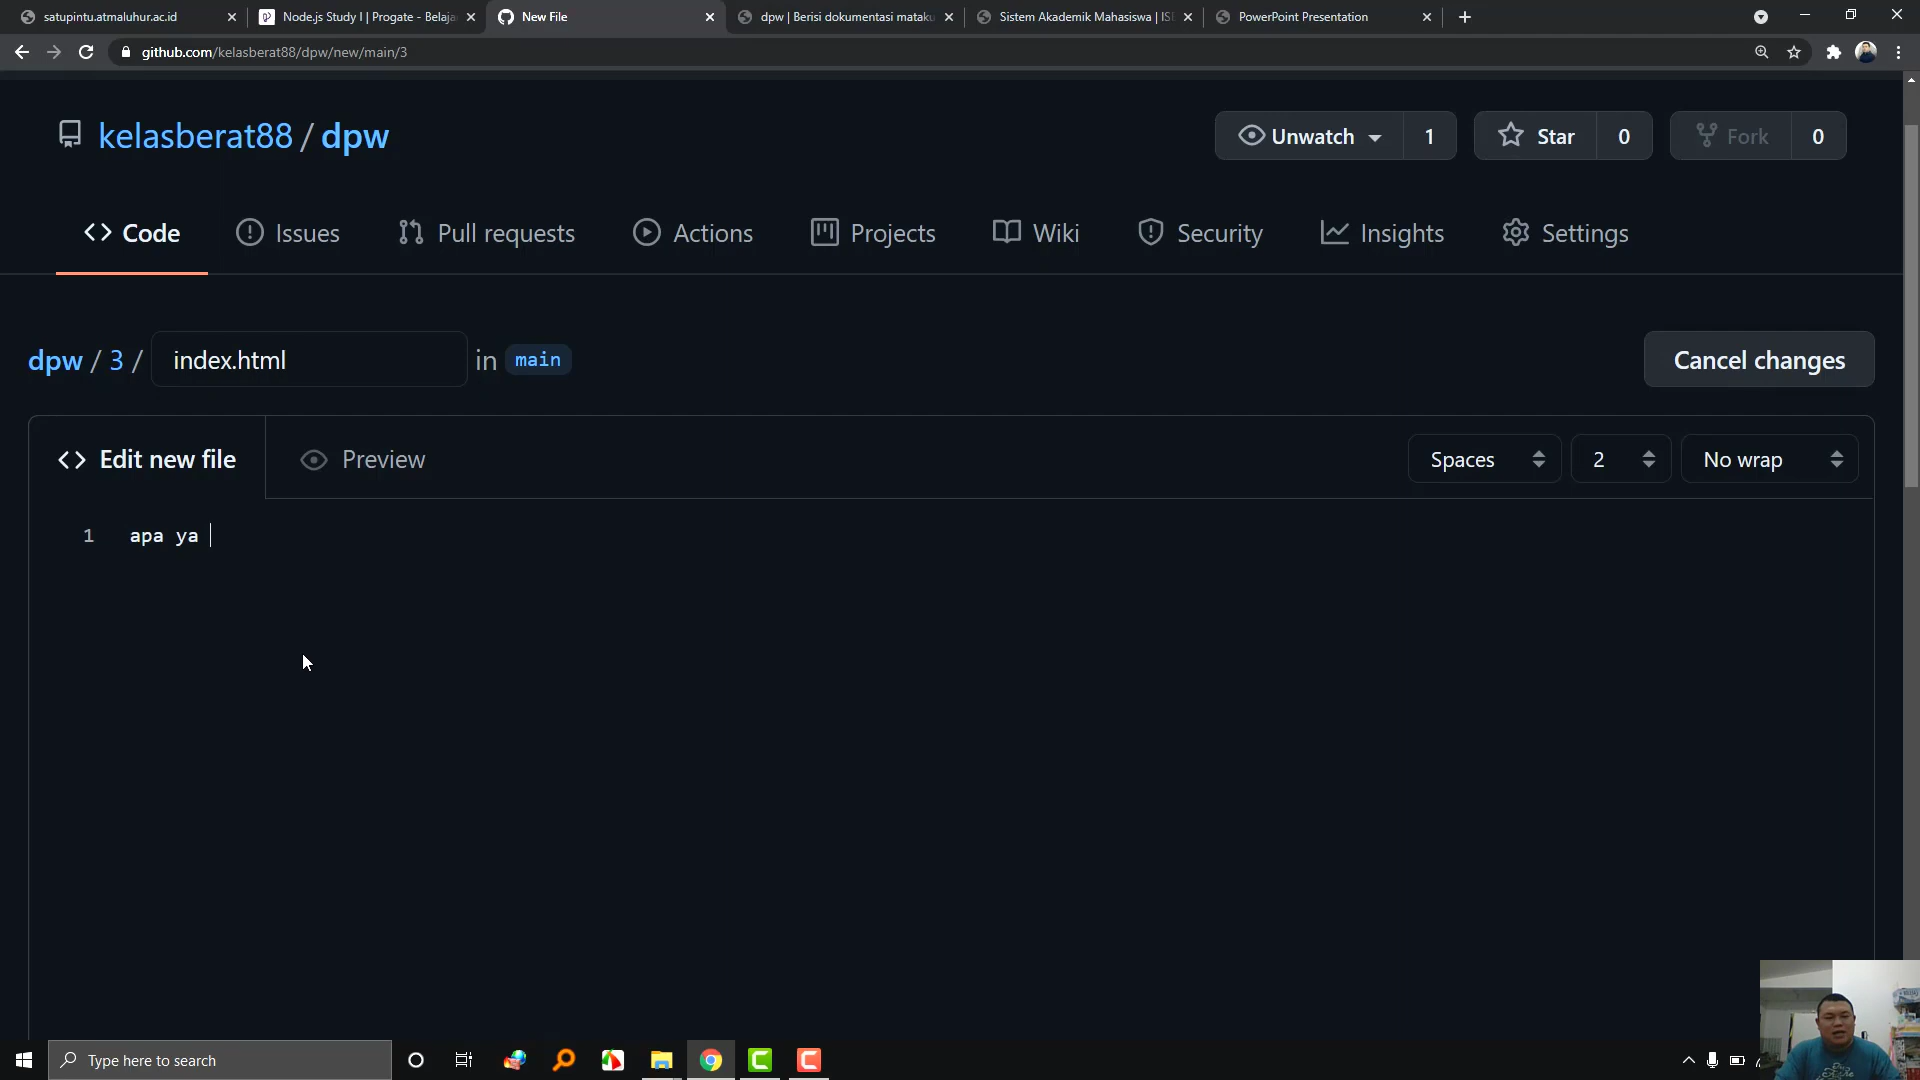 satupintu.atmaluhur.ac.id
Node.js Study I | Progate - Belaja
New File
dpw | Berisi dokumentasi mataku
Sistem Akademik Mahasiswa | IS
PowerPoint Presentation
github.com/kelasberat88/dpw/new/main/3
kelasberat88 / dpw
Unwatch 1
Star 0
Fork 0
Code
Issues
Pull requests
Actions
Projects
Wiki
Security
Insights
Settings
dpw / 3 / index.html in main
Cancel changes
Edit new file
Preview
Spaces
2
No wrap
1 apa ya
Type here to search